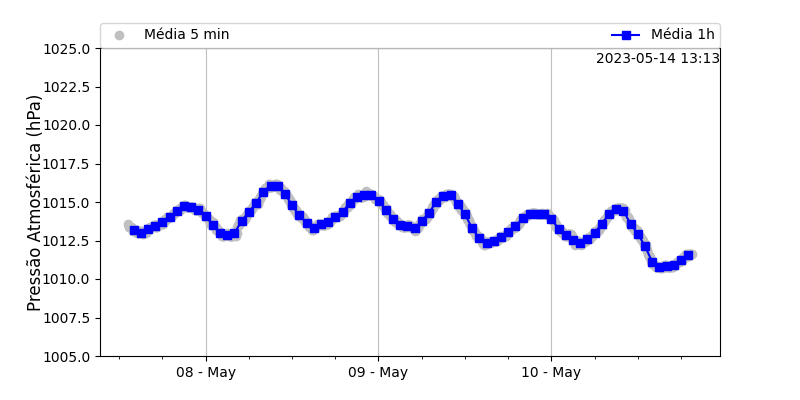 Média 5 min
Média 1h
2023-05-14 13:13
Pressão Atmosférica (hPa)
1025.0
1022.5
1020.0
1017.5
1015.0
1012.5
1010.0
1007.5
1005.0
08 - May
09 - May
10 - May